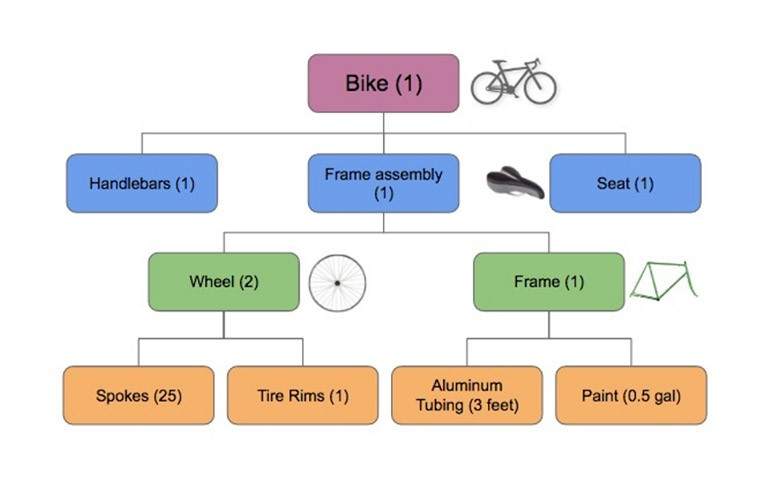 Bike (1)
Handlebars (1)
Frame assembly
(1)
Seat (1)
Wheel (2)
Frame (1)
Spokes (25)
Tire Rims (1)
Aluminum
Tubing (3 feet)
Paint (0.5 gal)